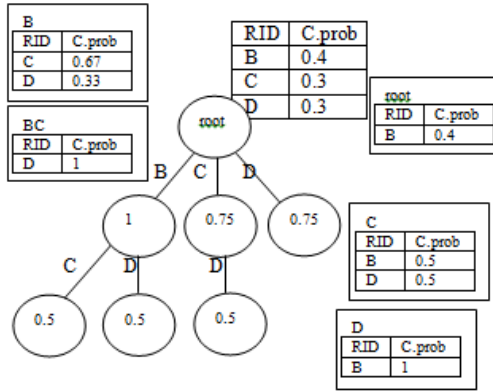 B
RID C.prob
C 0.67
D 0.33
RID C.prob
B 0.4
C 0.3
D 0.3
root
RID C.prob
B 0.4
BC
RID C.prob
D 1
root
B C D
1 0.75 0.75
C D D
0.5 0.5 0.5
C
RID C.prob
B 0.5
D 0.5
D
RID C.prob
B 1